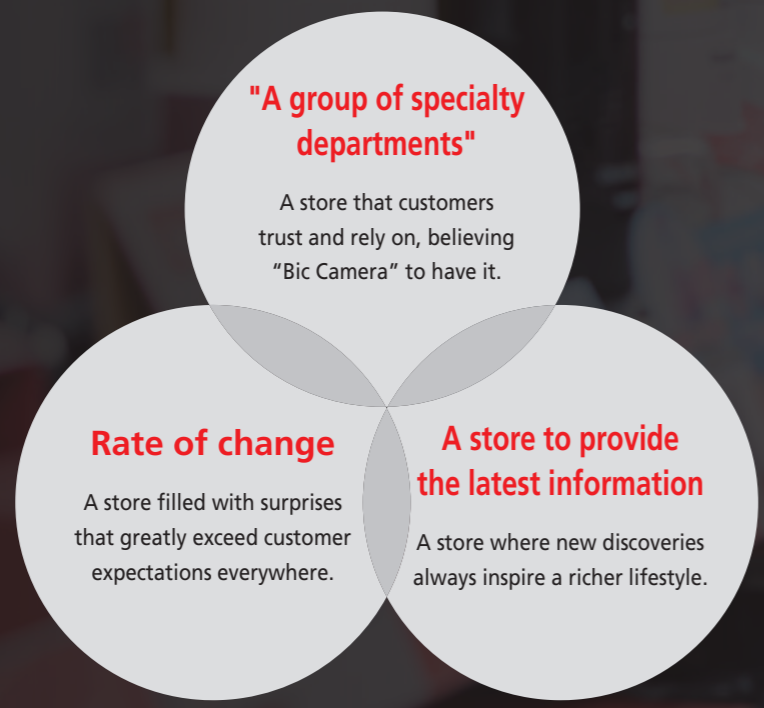 "A group of specialty
departments"
A store that customers
trust and rely on, believing
“Bic Camera” to have it.
Rate of change
A store filled with surprises
that greatly exceed customer
expectations everywhere.
A store to provide
the latest information
A store where new discoveries
always inspire a richer lifestyle.